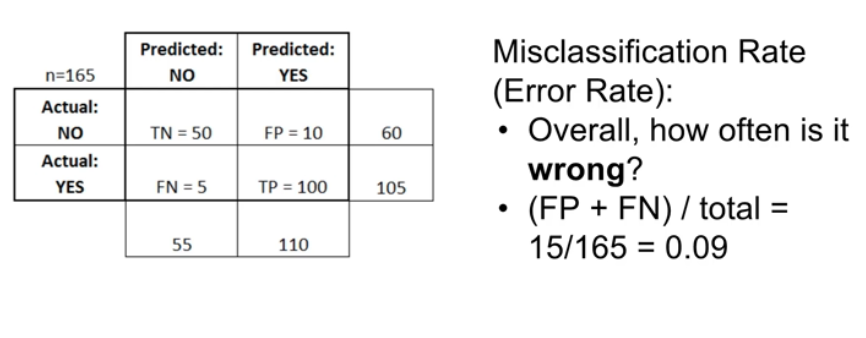 Predicted: Predicted:
n=165 NO YES
Actual:
NO TN = 50 FP = 10 60
Actual:
YES FN = 5 TP = 100 105
55 110
Misclassification Rate
(Error Rate):
• Overall, how often is it
wrong?
• (FP + FN) / total =
15/165 = 0.09